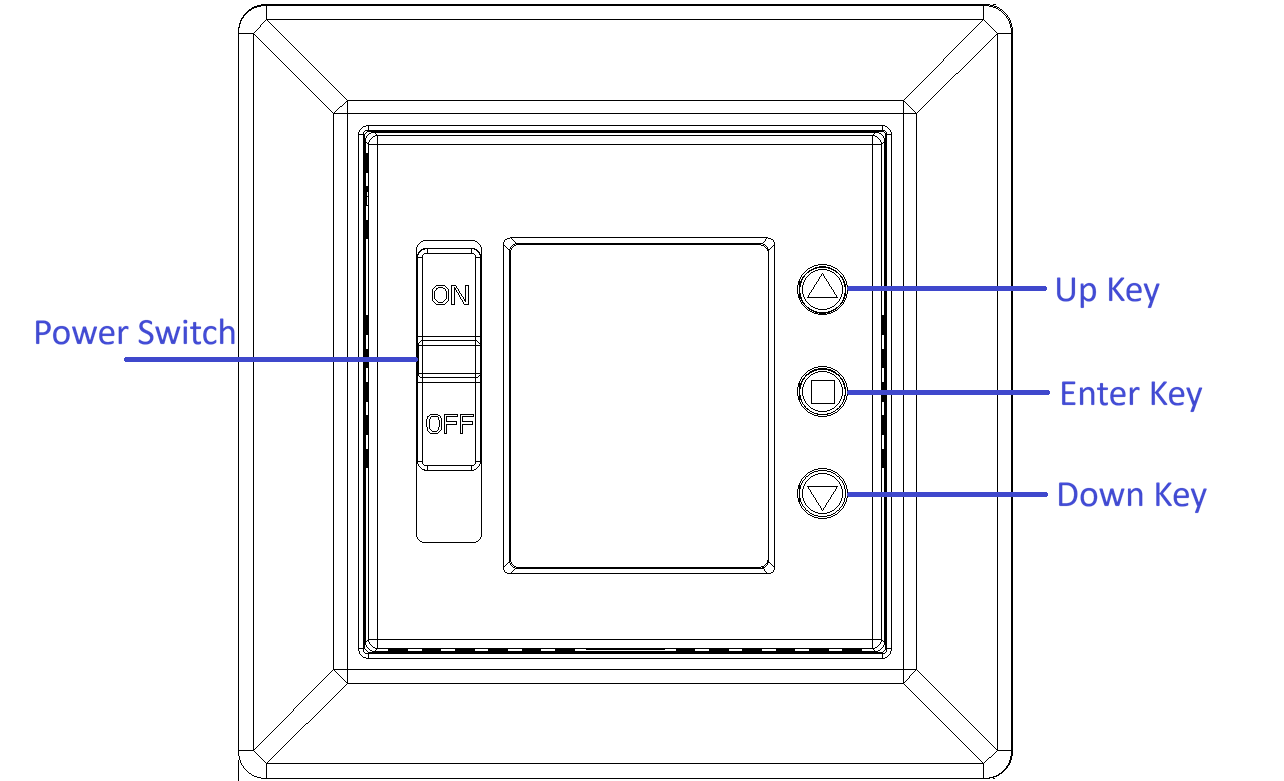 ON
Power Switch
OFF
Up Key
Enter Key
Down Key